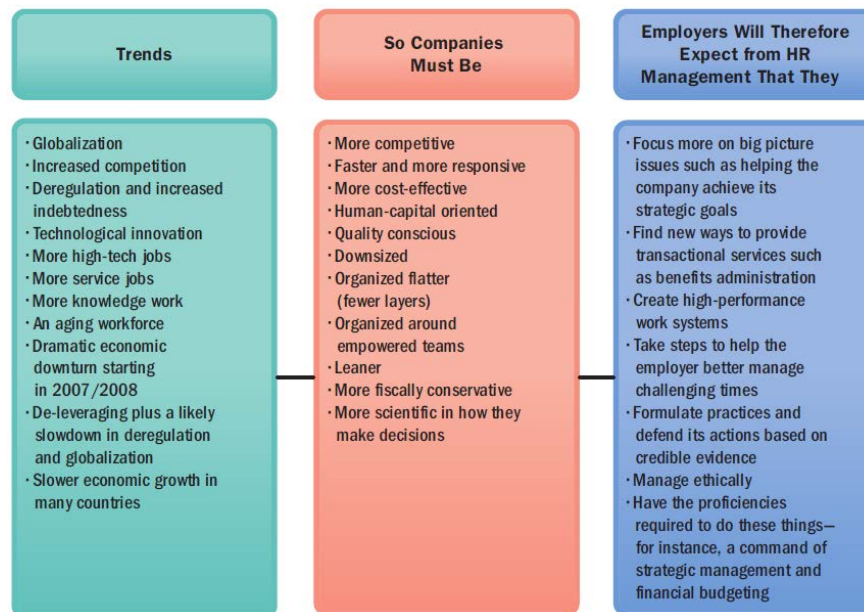 Trends
So Companies
Must Be
Employers Will Therefore
Expect from HR
Management That They
· Globalization
· Increased competition
· Deregulation and increased
indebtedness
· Technological innovation
· More high-tech jobs
· More service jobs
· More knowledge work
· An aging workforce
· Dramatic economic
downturn starting
in 2007/2008
· De-leveraging plus a likely
slowdown in deregulation
and globalization
· Slower economic growth in
many countries
· More competitive
· Faster and more responsive
· More cost-effective
· Human-capital oriented
· Quality conscious
· Downsized
· Organized flatter
(fewer layers)
· Organized around
empowered teams
· Leaner
· More fiscally conservative
· More scientific in how they
make decisions
· Focus more on big picture
issues such as helping the
company achieve its
strategic goals
· Find new ways to provide
transactional services such
as benefits administration
· Create high-performance
work systems
· Take steps to help the
employer better manage
challenging times
· Formulate practices and
defend its actions based on
credible evidence
· Manage ethically
· Have the proficiencies
required to do these things—
for instance, a command of
strategic management and
financial budgeting